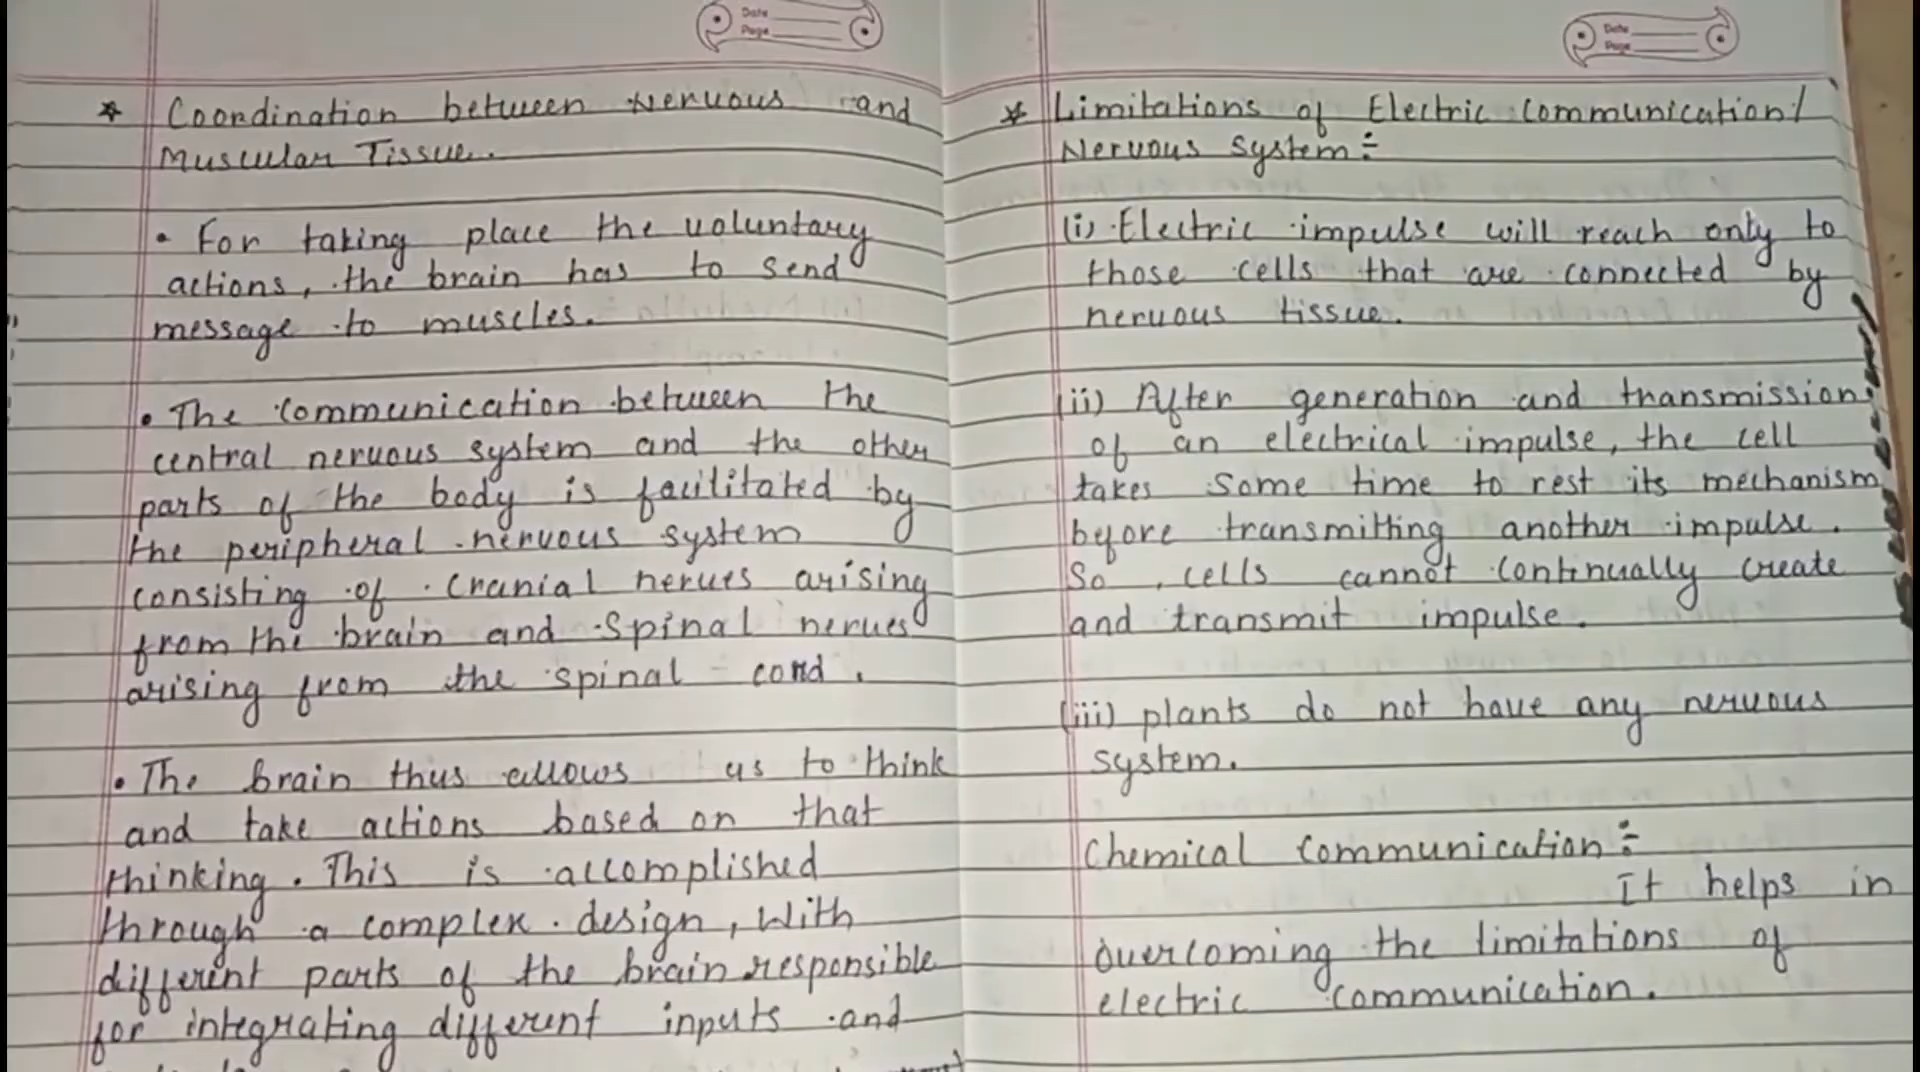 Date
Page
* Coordination between Nervous and
Muscular Tissue.
• For taking place the voluntary
actions, the brain has to send
message to muscles.
• The communication between the
central nervous system and the other
parts of the body is facilitated by
the peripheral nervous system
consisting of cranial nerves arising
from the brain and spinal nerves
arising from the spinal cord.
• The brain thus allows us to think
and take actions based on that
thinking. This is accomplished
through a complex design, with
different parts of the brain responsible
for integrating different inputs and
Date
Page
* Limitations of Electric Communication/
Nervous System÷
(i) Electric impulse will reach only to
those cells that are connected by
nervous tissue.
(ii) After generation and transmission
of an electrical impulse, the cell
takes some time to rest its mechanism
before transmitting another impulse.
So, cells cannot continually create
and transmit impulse.
(iii) plants do not have any nervous
system.
Chemical communication÷
It helps in
overcoming the limitations of
electric communication.